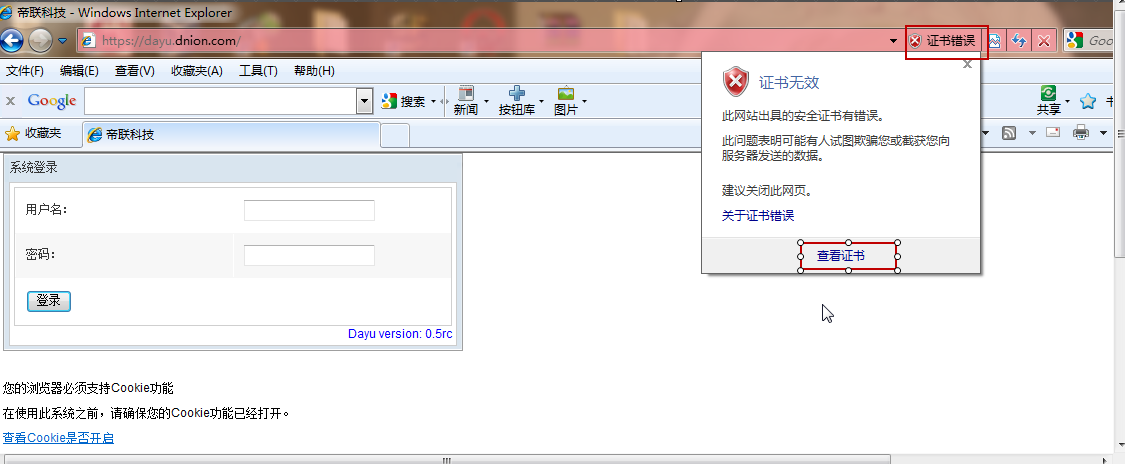 帝联科技 - Windows Internet Explorer
https://dayu.dnion.com/
证书错误
Goo
文件(F) 编辑(E) 查看(V) 收藏夹(A) 工具(T) 帮助(H)
x Google 搜索 新闻 按钮库 图片 共享
收藏夹 帝联科技
证书无效
此网站出具的安全证书有错误。
此问题表明可能有人试图欺骗您或截获您向
服务器发送的数据。
建议关闭此网页。
关于证书错误
查看证书
系统登录
用户名:
密码:
登录
Dayu version: 0.5rc
您的浏览器必须支持Cookie功能
在使用此系统之前，请确保您的Cookie功能已经打开。
查看Cookie是否开启